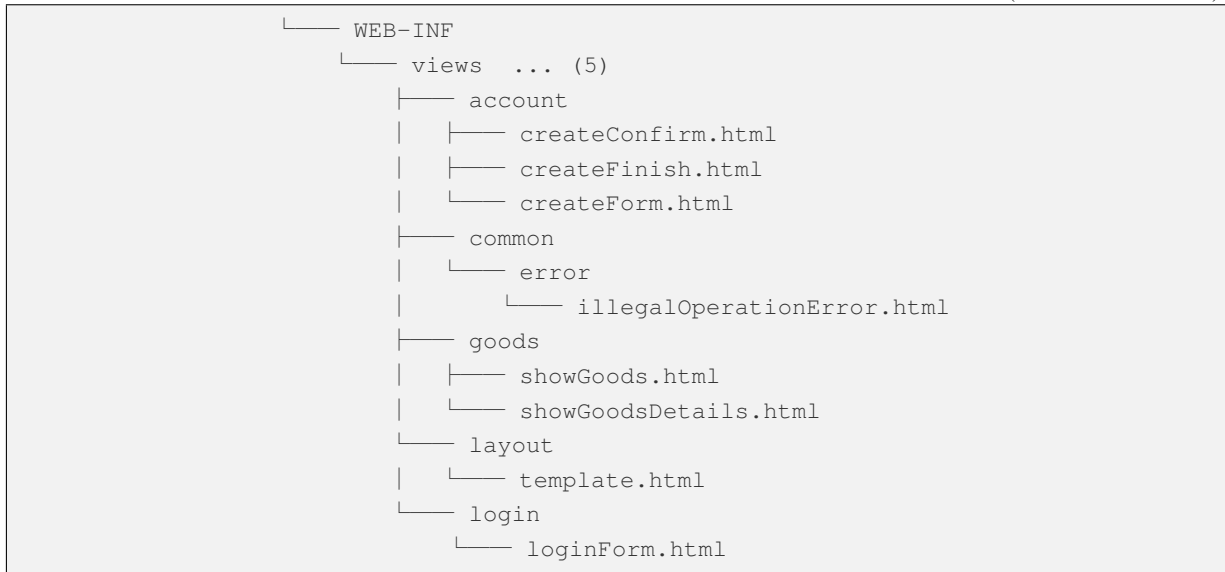 └── WEB-INF
    └── views  ... (5)
        ├── account
        │   ├── createConfirm.html
        │   ├── createFinish.html
        │   └── createForm.html
        ├── common
        │   └── error
        │       └── illegalOperationError.html
        ├── goods
        │   ├── showGoods.html
        │   └── showGoodsDetails.html
        └── layout
        │   └── template.html
        └── login
            └── loginForm.html